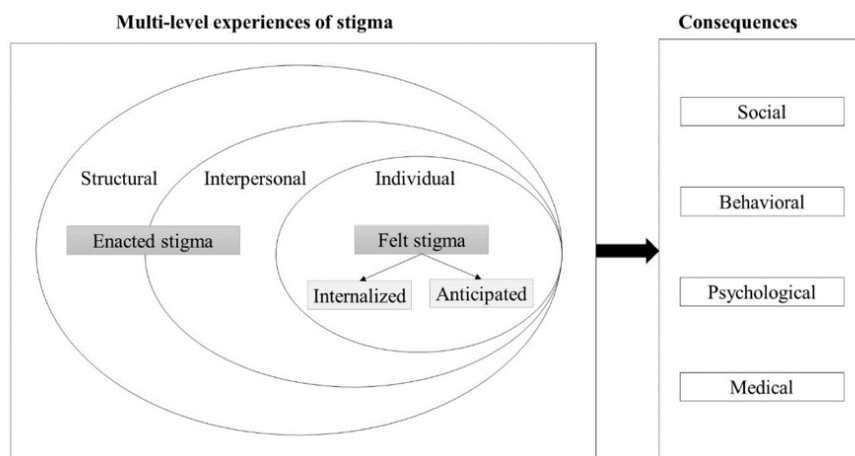 Multi-level experiences of stigma
Consequences
Structural
Interpersonal
Individual
Enacted stigma
Felt stigma
Internalized
Anticipated
Social
Behavioral
Psychological
Medical